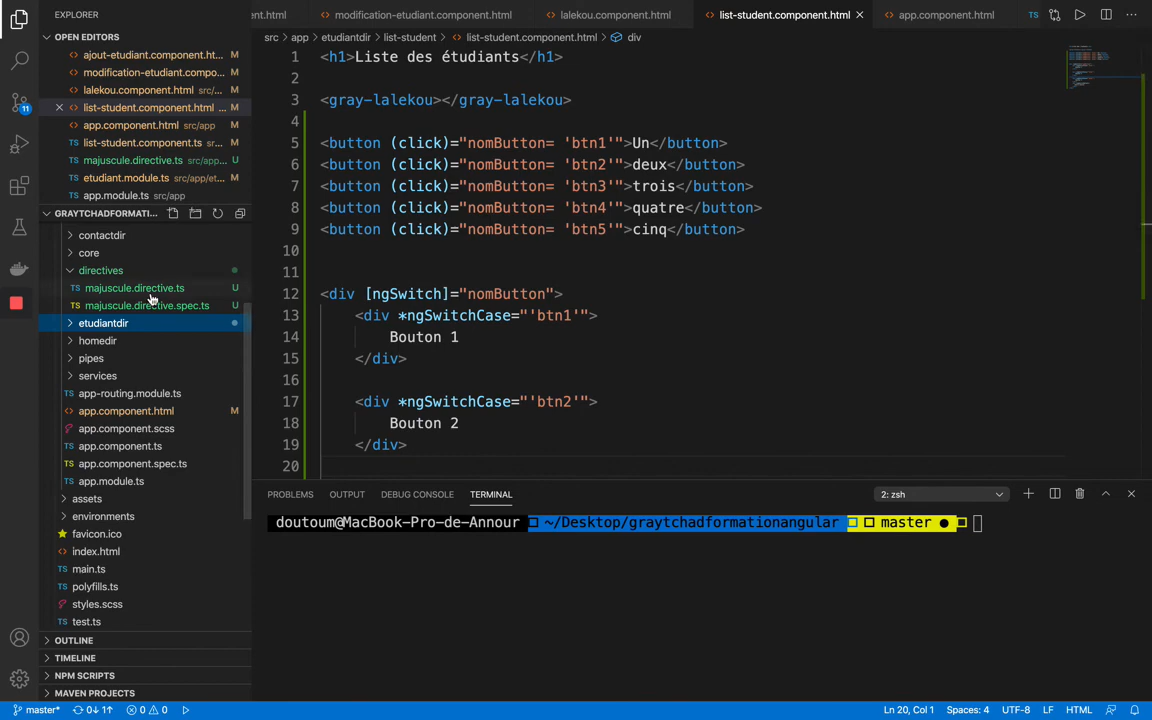 EXPLORER
ent.html
modification-etudiant.component.html
lalekou.component.html
list-student.component.html
app.component.html
OPEN EDITORS
src > app > etudiantdir > list-student > list-student.component.html > div
ajout-etudiant.component.ht... M
modification-etudiant.compo... M
lalekou.component.html src/... M
list-student.component.html ... M
app.component.html src/app M
list-student.component.ts sr... M
majuscule.directive.ts src/app... U
etudiant.module.ts src/app/et... M
app.module.ts src/app
GRAYTCHADFORMATI...
contactdir
core
directives
majuscule.directive.ts U
majuscule.directive.spec.ts U
etudiantdir
homedir
pipes
services
app-routing.module.ts
app.component.html M
app.component.scss
app.component.ts
app.component.spec.ts
app.module.ts
assets
environments
favicon.ico
index.html
main.ts
polyfills.ts
styles.scss
test.ts
OUTLINE
TIMELINE
NPM SCRIPTS
MAVEN PROJECTS
11
1 <h1>Liste des étudiants</h1>
2
3 <gray-lalekou></gray-lalekou>
4
5 <button (click)="nomButton= 'btn1'">Un</button>
6 <button (click)="nomButton= 'btn2'">deux</button>
7 <button (click)="nomButton= 'btn3'">trois</button>
8 <button (click)="nomButton= 'btn4'">quatre</button>
9 <button (click)="nomButton= 'btn5'">cinq</button>
10
11
12 <div [ngSwitch]="nomButton">
13 <div *ngSwitchCase="'btn1'">
14 Bouton 1
15 </div>
16
17 <div *ngSwitchCase="'btn2'">
18 Bouton 2
19 </div>
20
PROBLEMS OUTPUT DEBUG CONSOLE TERMINAL 2: zsh
doutoum@MacBook-Pro-de-Annour ~/Desktop/graytchadformationangular master ●
master* 0↓ 1↑ 0 0 Ln 20, Col 1 Spaces: 4 UTF-8 LF HTML